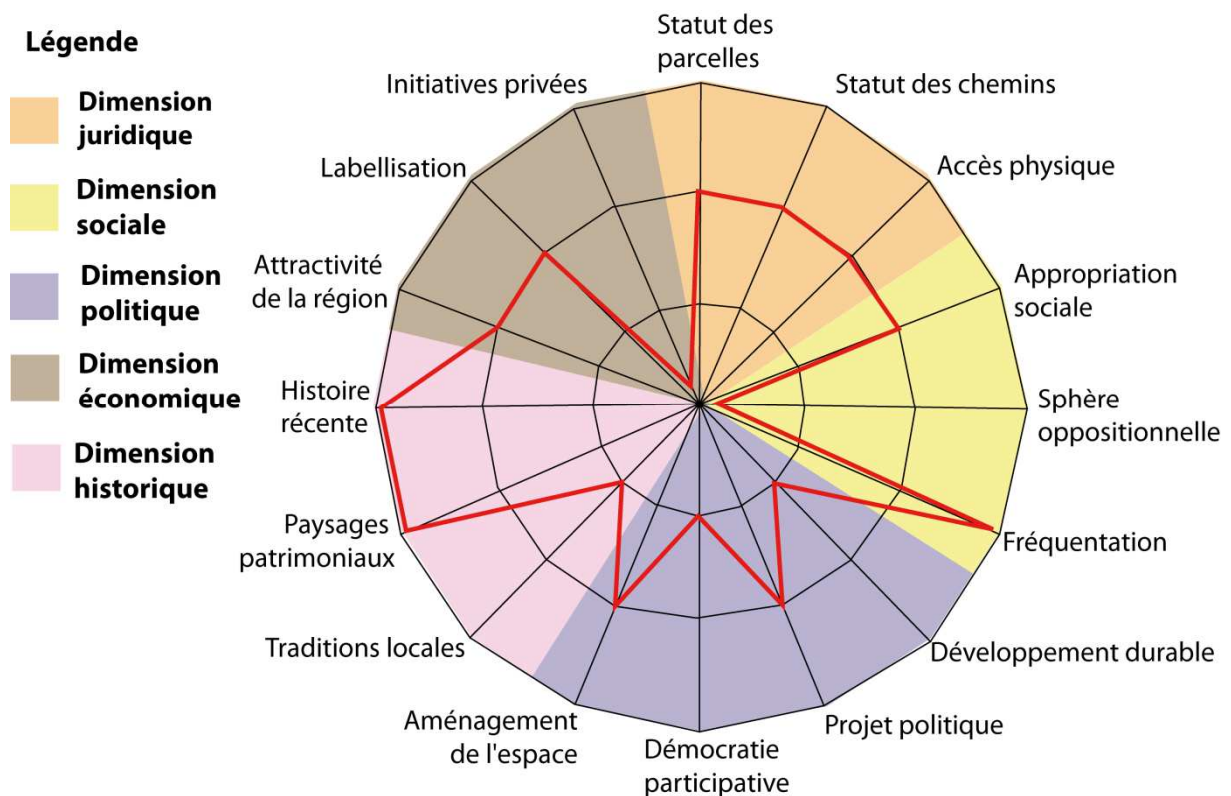 Légende
Dimension
juridique
Dimension
sociale
Dimension
politique
Dimension
économique
Dimension
historique
Statut des
parcelles
Statut des chemins
Accès physique
Appropriation
sociale
Sphère
oppositionnelle
Fréquentation
Développement durable
Projet politique
Démocratie
participative
Aménagement
de l'espace
Traditions locales
Paysages
patrimoniaux
Histoire
récente
Attractivité
de la région
Labellisation
Initiatives privées